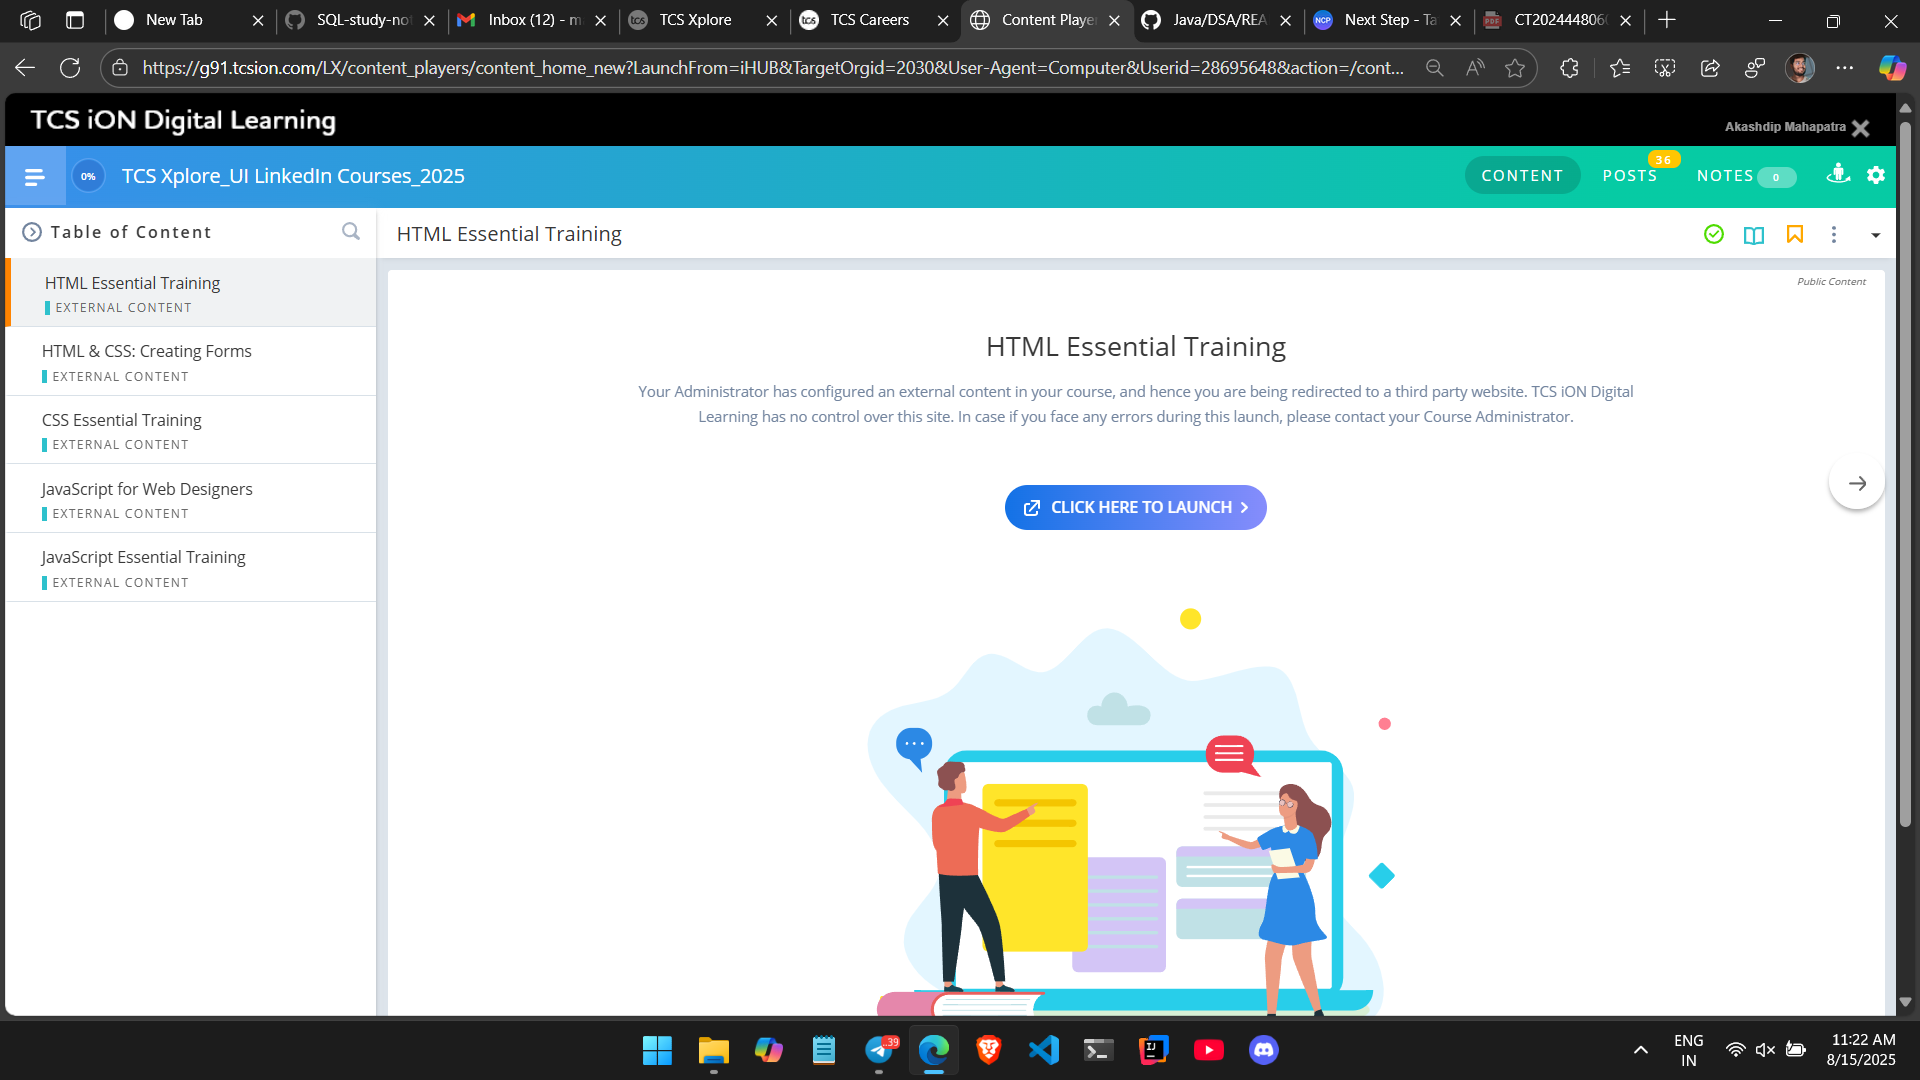 New Tab
SQL-study-not
Inbox (12) - m
TCS Xplore
TCS Careers
Content Player
Java/DSA/REA
NCP
Next Step - Ta
PDF
CT2024448060
https://g91.tcsion.com/LX/content_players/content_home_new?LaunchFrom=iHUB&TargetOrgid=2030&User-Agent=Computer&Userid=28695648&action=/cont...
TCS iON Digital Learning
Akashdip Mahapatra
0%
TCS Xplore_UI LinkedIn Courses_2025
CONTENT
POSTS
36
NOTES
0
Table of Content
HTML Essential Training
HTML Essential Training
EXTERNAL CONTENT
HTML & CSS: Creating Forms
EXTERNAL CONTENT
CSS Essential Training
EXTERNAL CONTENT
JavaScript for Web Designers
EXTERNAL CONTENT
JavaScript Essential Training
EXTERNAL CONTENT
Public Content
HTML Essential Training
Your Administrator has configured an external content in your course, and hence you are being redirected to a third party website. TCS iON Digital
Learning has no control over this site. In case if you face any errors during this launch, please contact your Course Administrator.
CLICK HERE TO LAUNCH
..39
IJ
ENG
IN
11:22 AM
8/15/2025